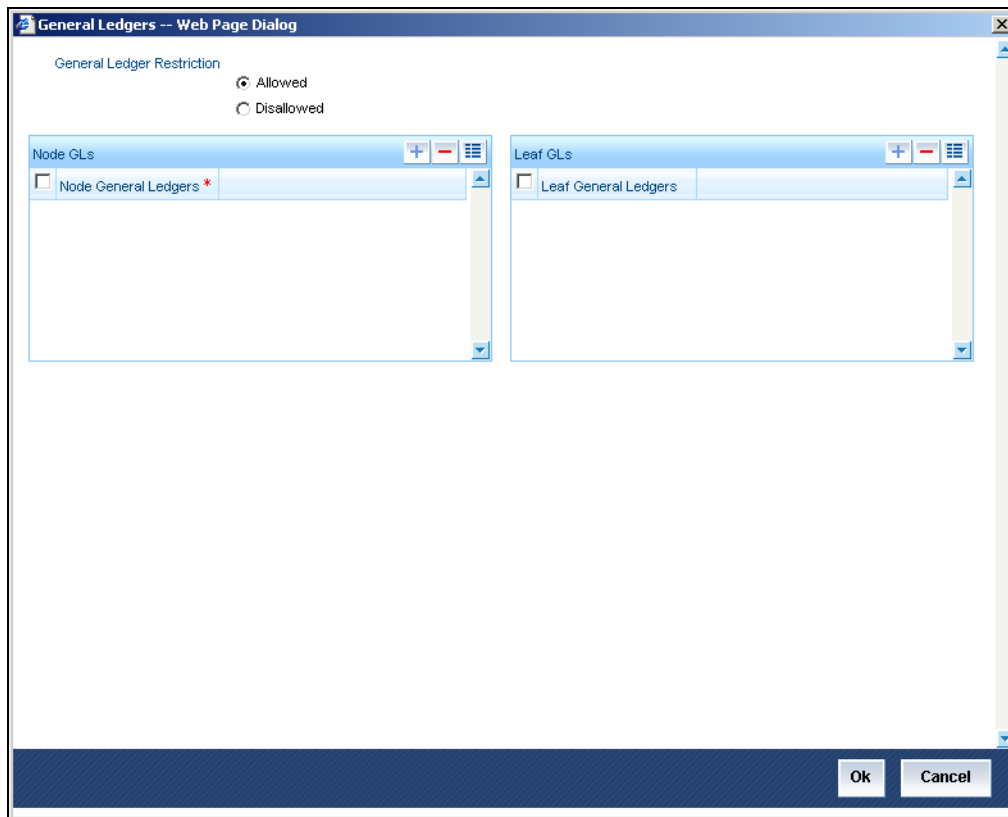 General Ledgers -- Web Page Dialog
General Ledger Restriction
Allowed
Disallowed
Node GLs
Node General Ledgers *
Leaf GLs
Leaf General Ledgers
Ok
Cancel